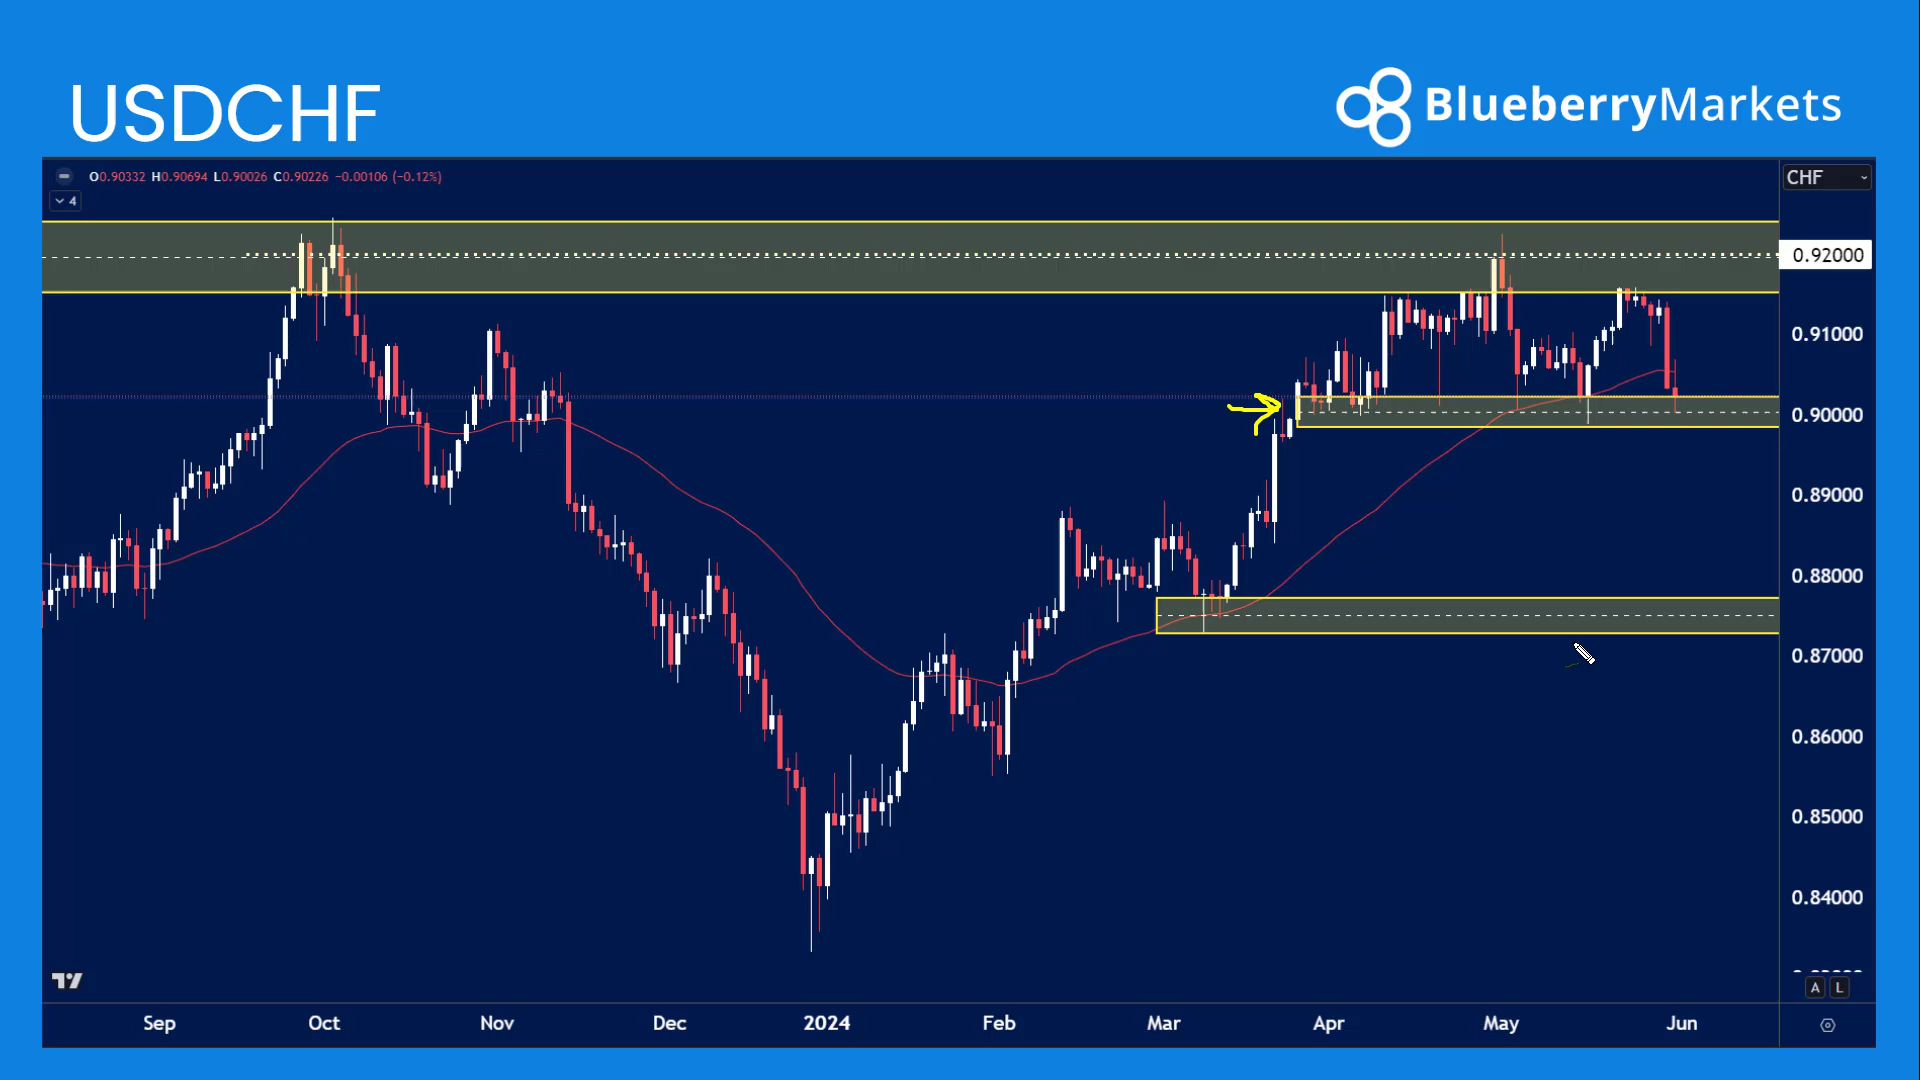 USDCHF
BlueberryMarkets
O0.90332 H0.90694 L0.90026 C0.90226 −0.00106 (−0.12%)
CHF
4
0.92000
0.91000
0.90000
0.89000
0.88000
0.87000
0.86000
0.85000
0.84000
A L
Sep Oct Nov Dec 2024 Feb Mar Apr May Jun